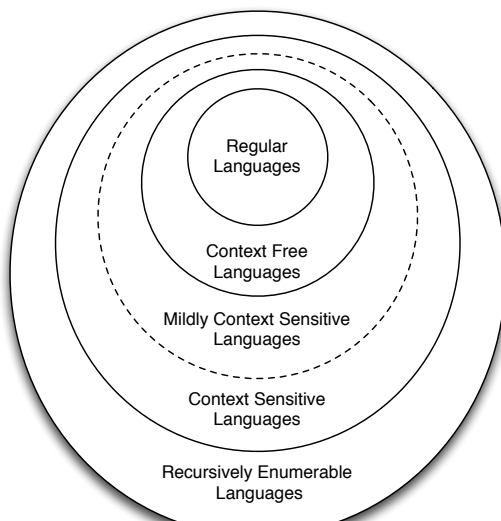 Regular
Languages
Context Free
Languages
Mildly Context Sensitive
Languages
Context Sensitive
Languages
Recursively Enumerable
Languages